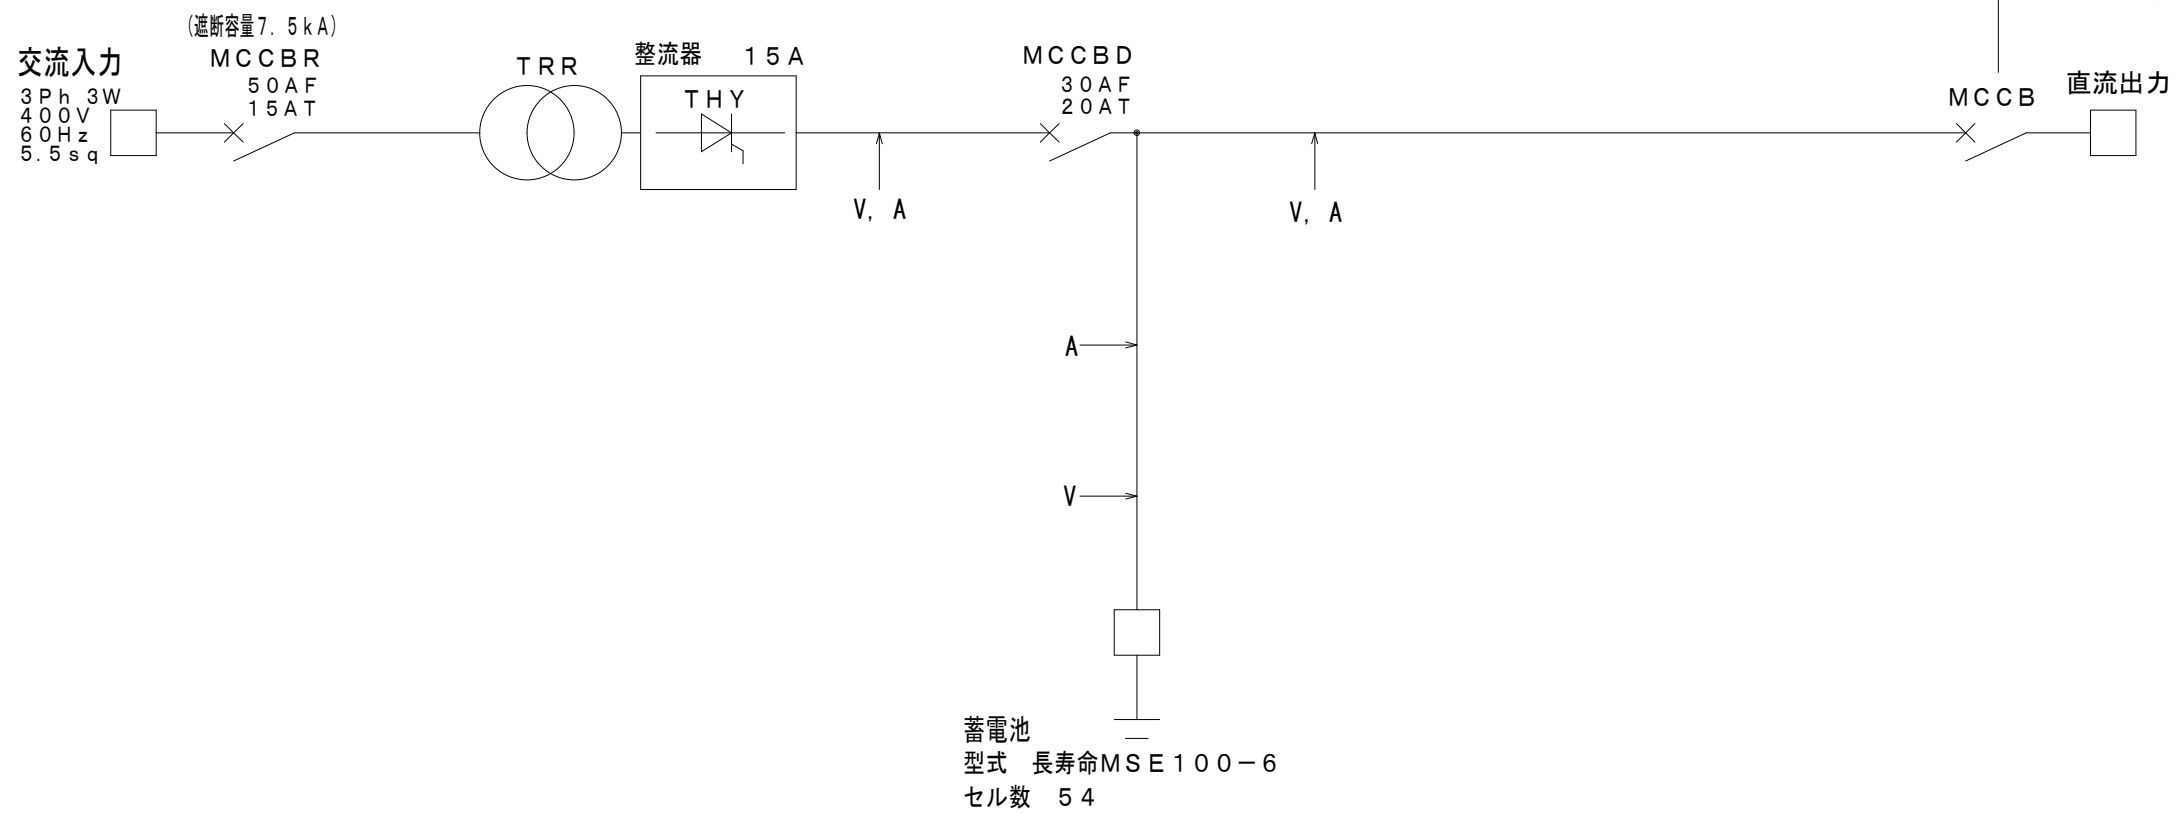 (遮断容量7.5kA)
交流入力
3Ph 3W
400V
60Hz
5.5sq
MCCBR
50AF
15AT
TRR
整流器 15A
THY
V, A
MCCBD
30AF
20AT
V, A
MCCB
直流出力
A
V
蓄電池
型式 長寿命MSE100-6
セル数 54